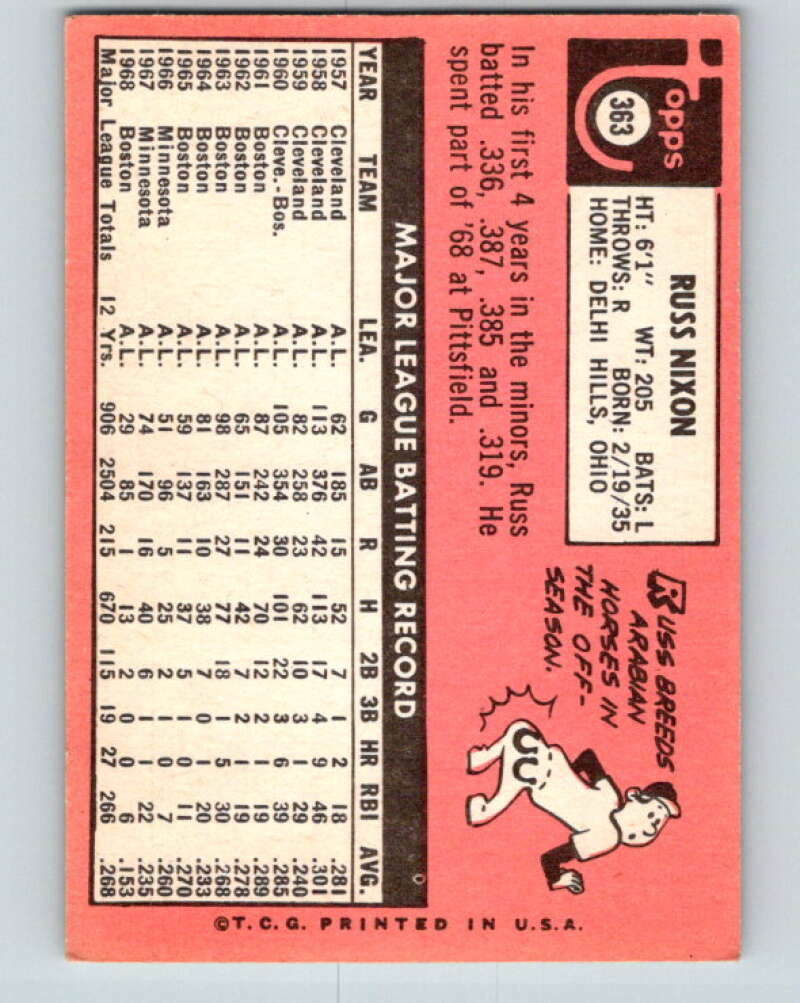 Topps
363
RUSS NIXON
HT: 6'1" WT: 205 BATS: L
THROWS: R BORN: 2/19/35
HOME: DELHI HILLS, OHIO
In his first 4 years in the minors, Russ
batted .336, .387, .385 and .319. He
spent part of '68 at Pittsfield.
RUSS BREEDS
ARABIAN
HORSES IN
THE OFF-
SEASON.
MAJOR LEAGUE BATTING RECORD
YEAR TEAM LEA. G AB R H 2B 3B HR RBI AVG.
1957 Cleveland A.L. 62 185 15 52 7 1 2 18 .281
1958 Cleveland A.L. 113 376 42 113 17 4 9 46 .301
1959 Cleveland A.L. 82 258 23 62 10 3 1 29 .240
1960 Cleve.-Bos. A.L. 105 354 30 101 22 3 6 39 .285
1961 Boston A.L. 87 242 24 70 12 2 1 19 .289
1962 Boston A.L. 65 151 11 42 7 2 1 19 .278
1963 Boston A.L. 98 287 27 77 18 1 5 30 .268
1964 Boston A.L. 81 163 10 38 7 0 1 20 .233
1965 Boston A.L. 59 137 11 37 5 1 0 11 .270
1966 Minnesota A.L. 51 96 5 25 2 1 0 7 .260
1967 Minnesota A.L. 74 170 16 40 6 1 1 22 .235
1968 Boston A.L. 29 85 1 13 2 0 0 6 .153
Major League Totals 12 Yrs. 906 2504 215 670 115 19 27 266 .268
©T.C.G. PRINTED IN U.S.A.